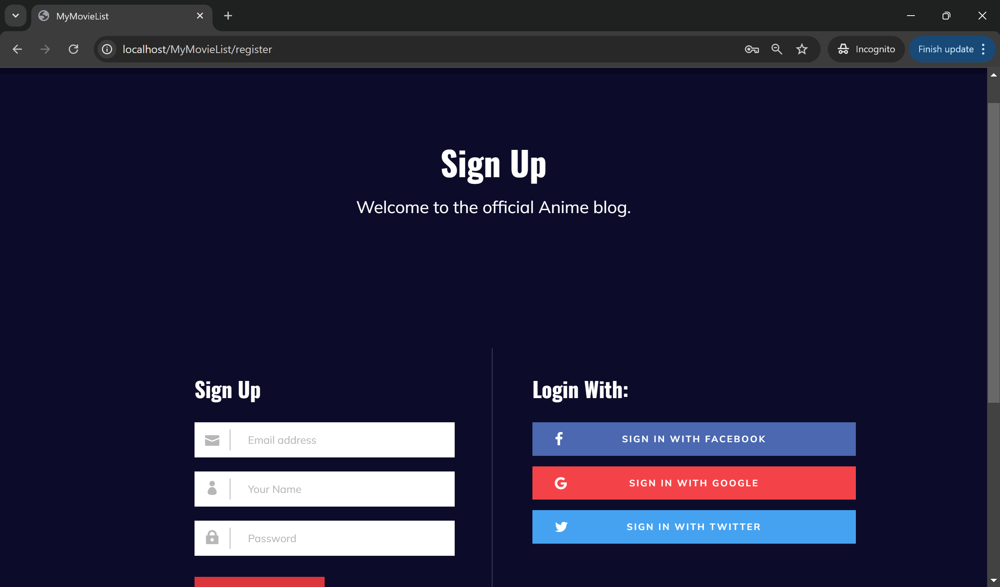 MyMovieList
localhost/MyMovieList/register
Incognito
Finish update
Sign Up
Welcome to the official Anime blog.
Sign Up
Email address
Your Name
Password
Login With:
SIGN IN WITH FACEBOOK
SIGN IN WITH GOOGLE
SIGN IN WITH TWITTER